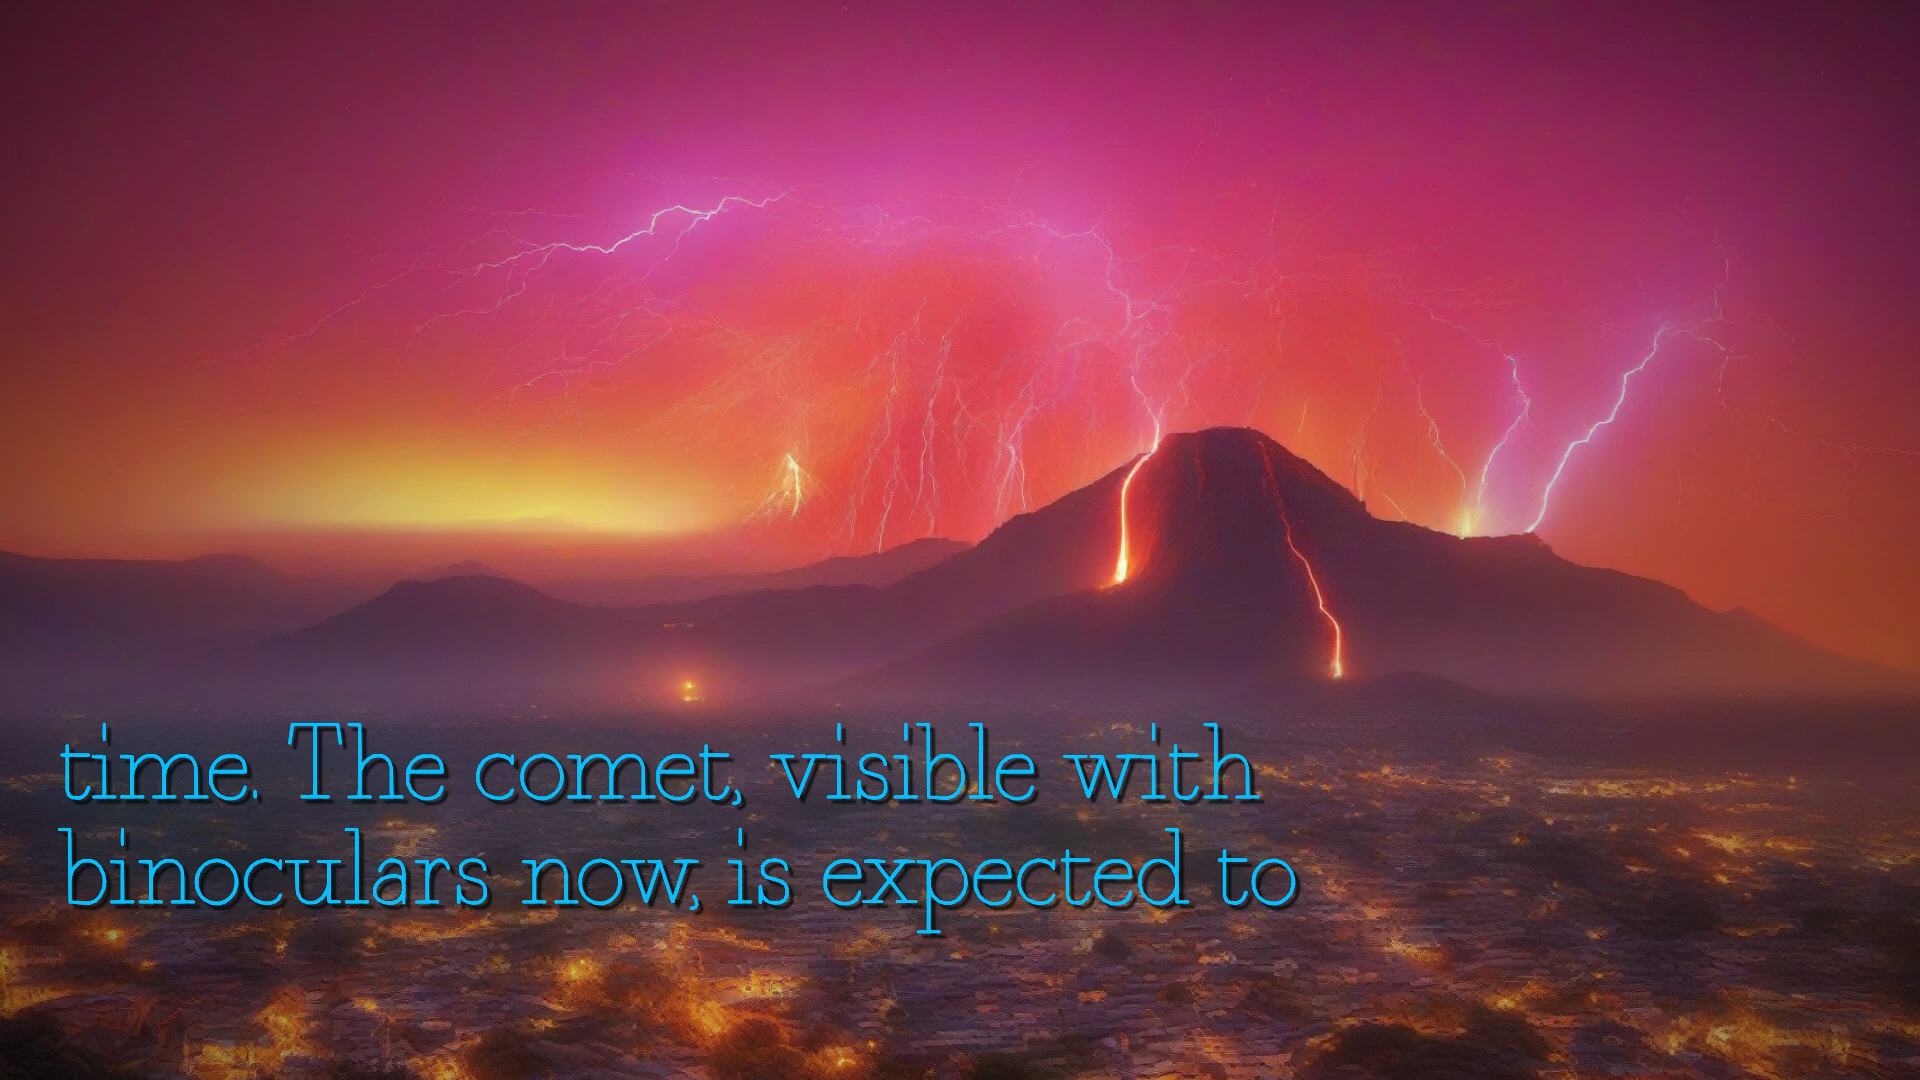 time. The comet, visible with
binoculars now, is expected to